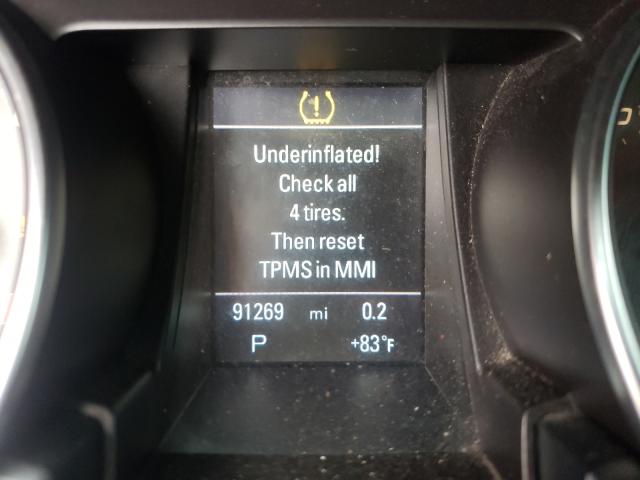 Underinflated!
Check all
4 tires.
Then reset
TPMS in MMI
91269 mi 0.2
P +83°F